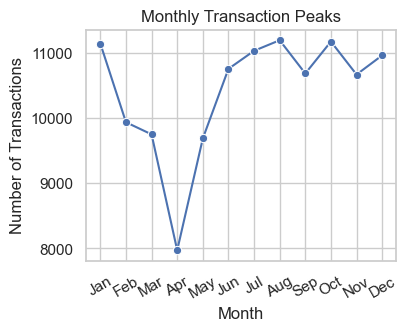 Monthly Transaction Peaks
Number of Transactions
11000
10000
9000
8000
Jan Feb Mar Apr May Jun Jul Aug Sep Oct Nov Dec
Month